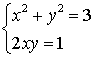 x² + y² = 3
2xy = 1